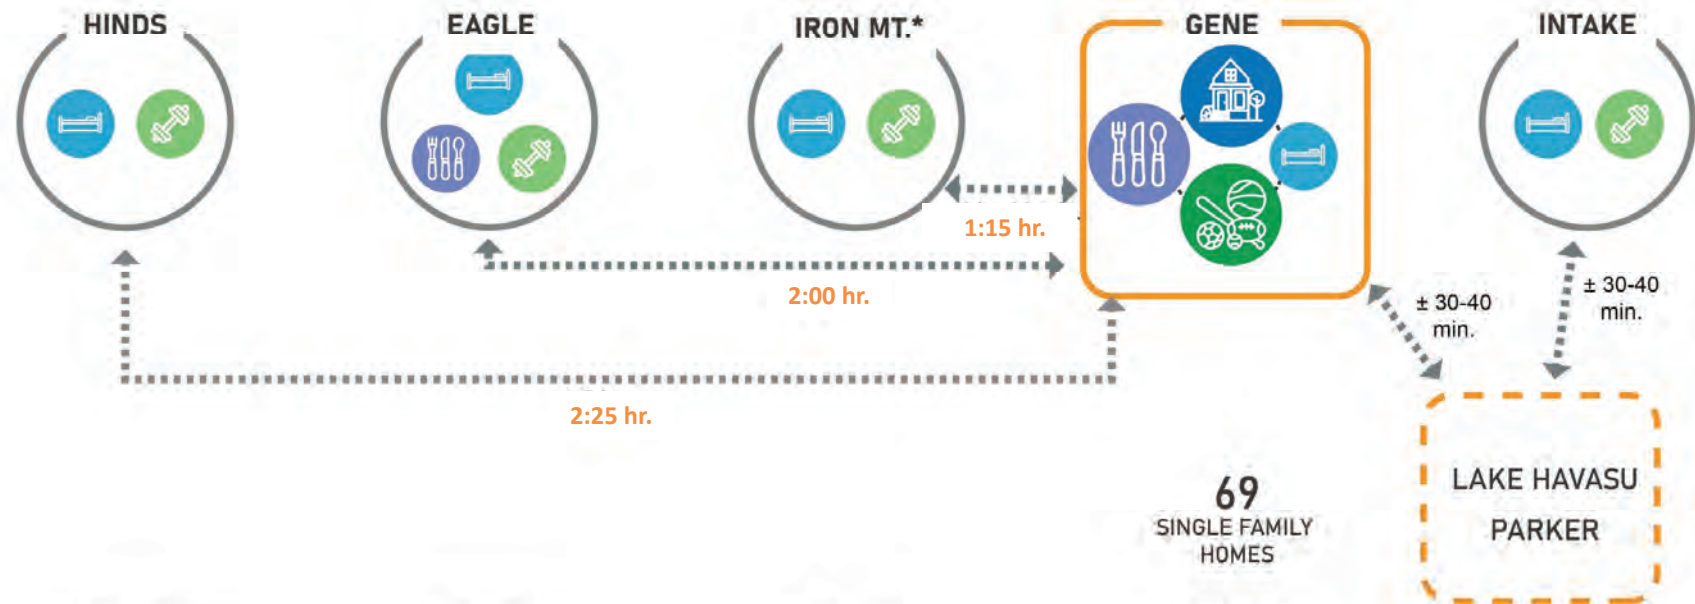 HINDS
EAGLE
IRON MT.*
GENE
INTAKE
1:15 hr.
2:00 hr.
2:25 hr.
± 30-40
min.
± 30-40
min.
69
SINGLE FAMILY
HOMES
LAKE HAVASU
PARKER